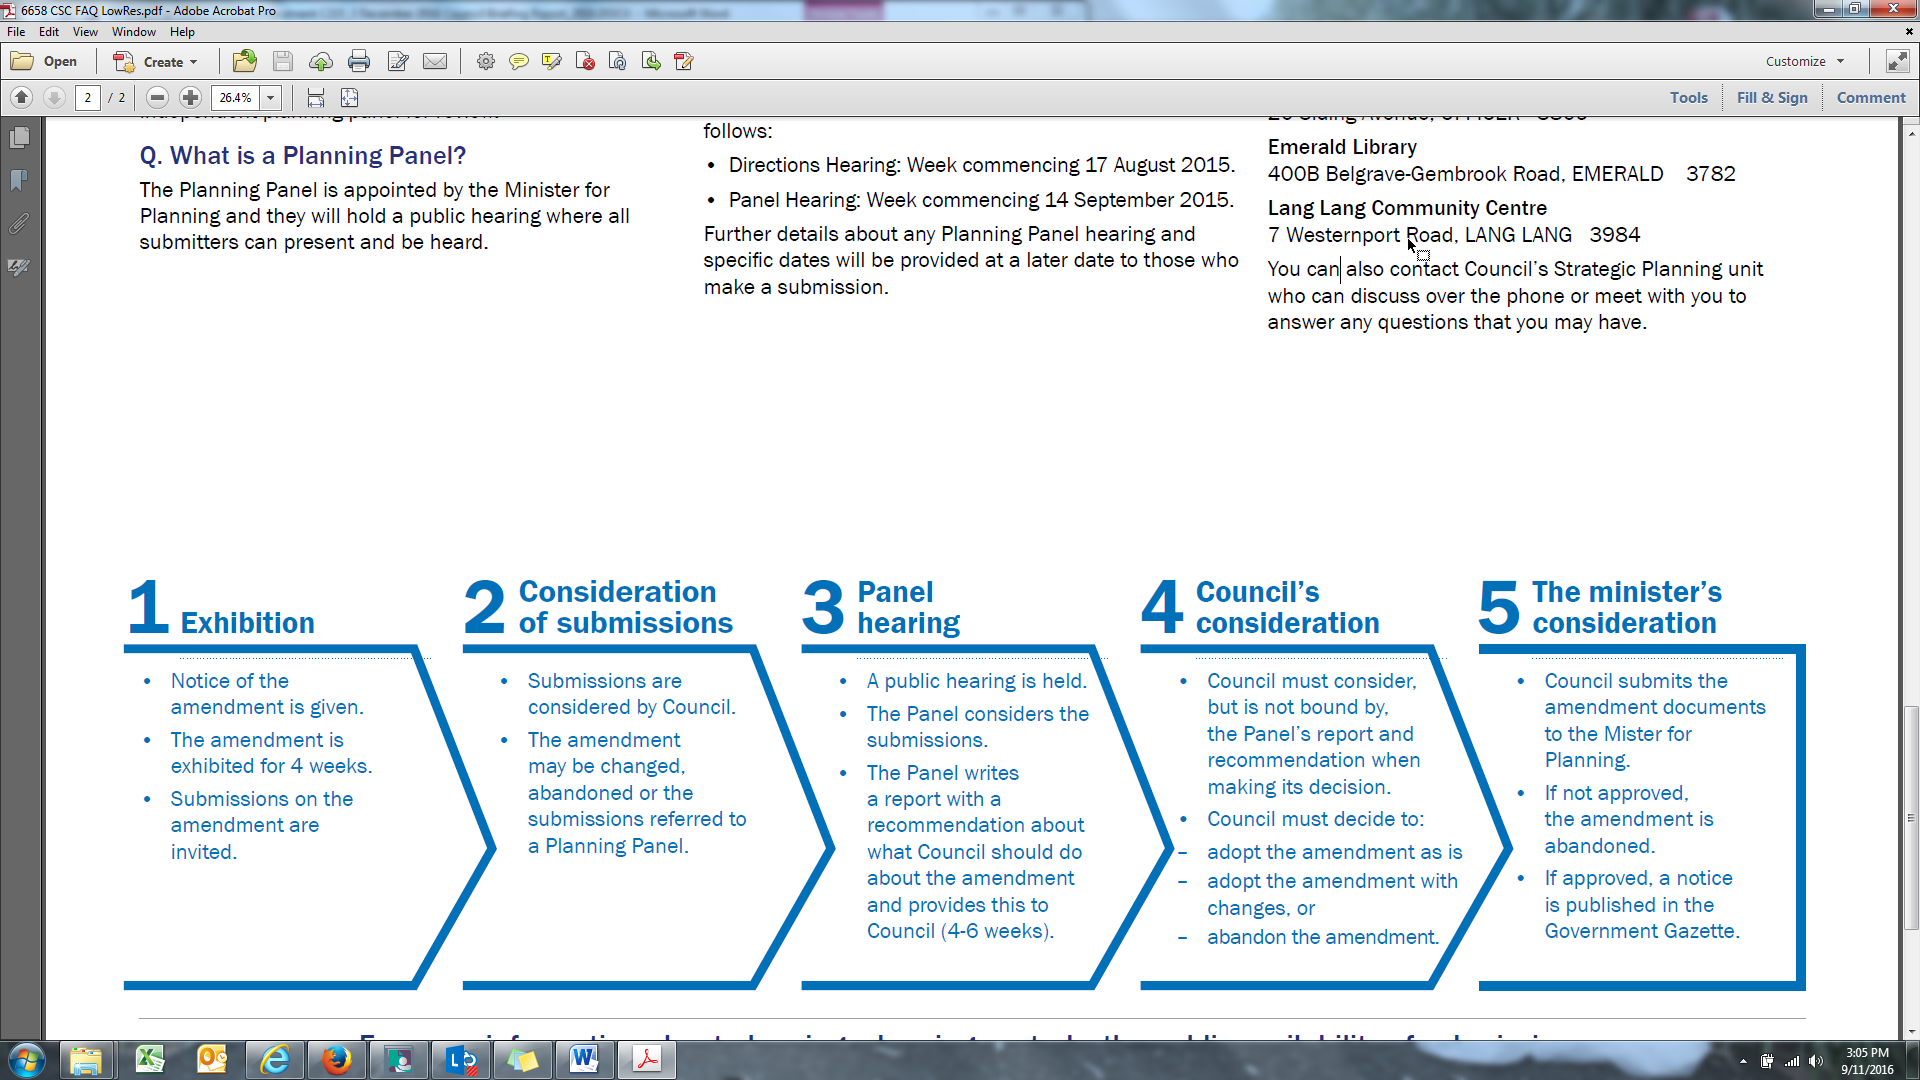 6658 CSC FAQ LowRes.pdf - Adobe Acrobat Pro
File Edit View Window Help
Open Create Customize
2 / 2 26.4% Tools Fill & Sign Comment
Q. What is a Planning Panel?
The Planning Panel is appointed by the Minister for
Planning and they will hold a public hearing where all
submitters can present and be heard.
follows:
• Directions Hearing: Week commencing 17 August 2015.
• Panel Hearing: Week commencing 14 September 2015.
Further details about any Planning Panel hearing and
specific dates will be provided at a later date to those who
make a submission.
Emerald Library
400B Belgrave-Gembrook Road, EMERALD 3782
Lang Lang Community Centre
7 Westernport Road, LANG LANG 3984
You can also contact Council's Strategic Planning unit
who can discuss over the phone or meet with you to
answer any questions that you may have.
1 Exhibition
• Notice of the
amendment is given.
• The amendment is
exhibited for 4 weeks.
• Submissions on the
amendment are
invited.
2 Consideration
of submissions
• Submissions are
considered by Council.
• The amendment
may be changed,
abandoned or the
submissions referred to
a Planning Panel.
3 Panel
hearing
• A public hearing is held.
• The Panel considers the
submissions.
• The Panel writes
a report with a
recommendation about
what Council should do
about the amendment
and provides this to
Council (4-6 weeks).
4 Council's
consideration
• Council must consider,
but is not bound by,
the Panel's report and
recommendation when
making its decision.
• Council must decide to:
– adopt the amendment as is
– adopt the amendment with
changes, or
– abandon the amendment.
5 The minister's
consideration
• Council submits the
amendment documents
to the Mister for
Planning.
• If not approved,
the amendment is
abandoned.
• If approved, a notice
is published in the
Government Gazette.
3:05 PM
9/11/2016